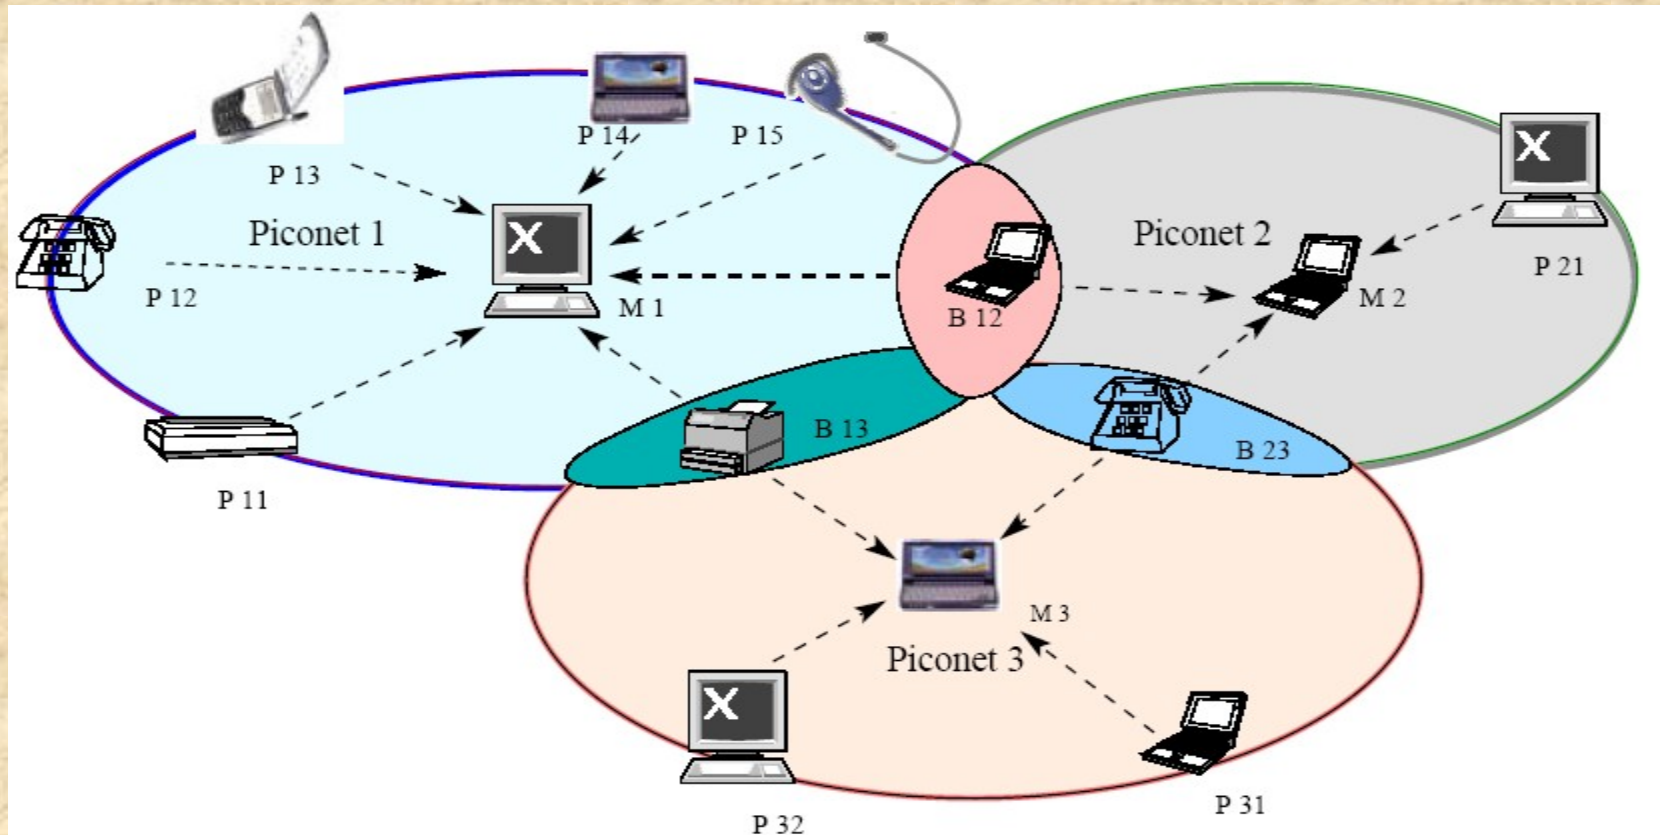 P 14
P 15
P 13
Piconet 1
Piconet 2
P 21
P 12
M 1
B 12
M 2
B 13
B 23
P 11
M 3
Piconet 3
P 31
P 32
X
X
X